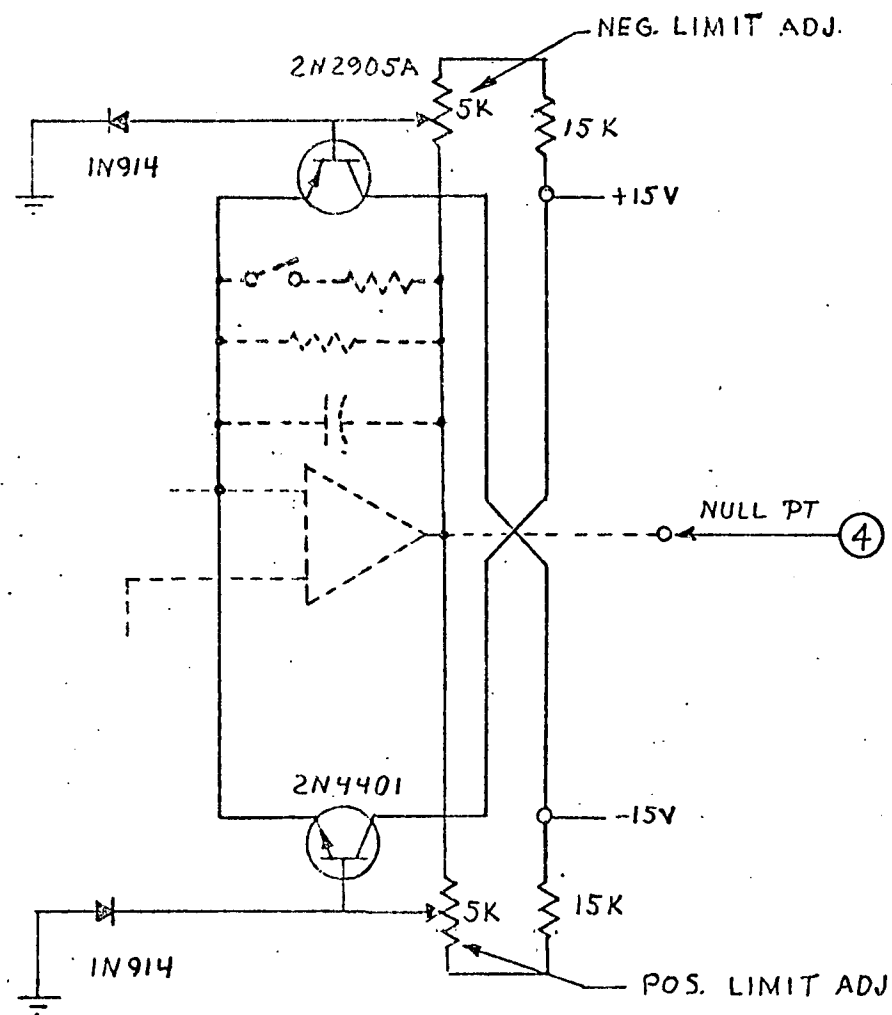 NEG. LIMIT ADJ.
2N2905A
5K
15K
1N914
+15V
NULL PT
4
2N4401
-15V
5K
15K
1N914
POS. LIMIT ADJ